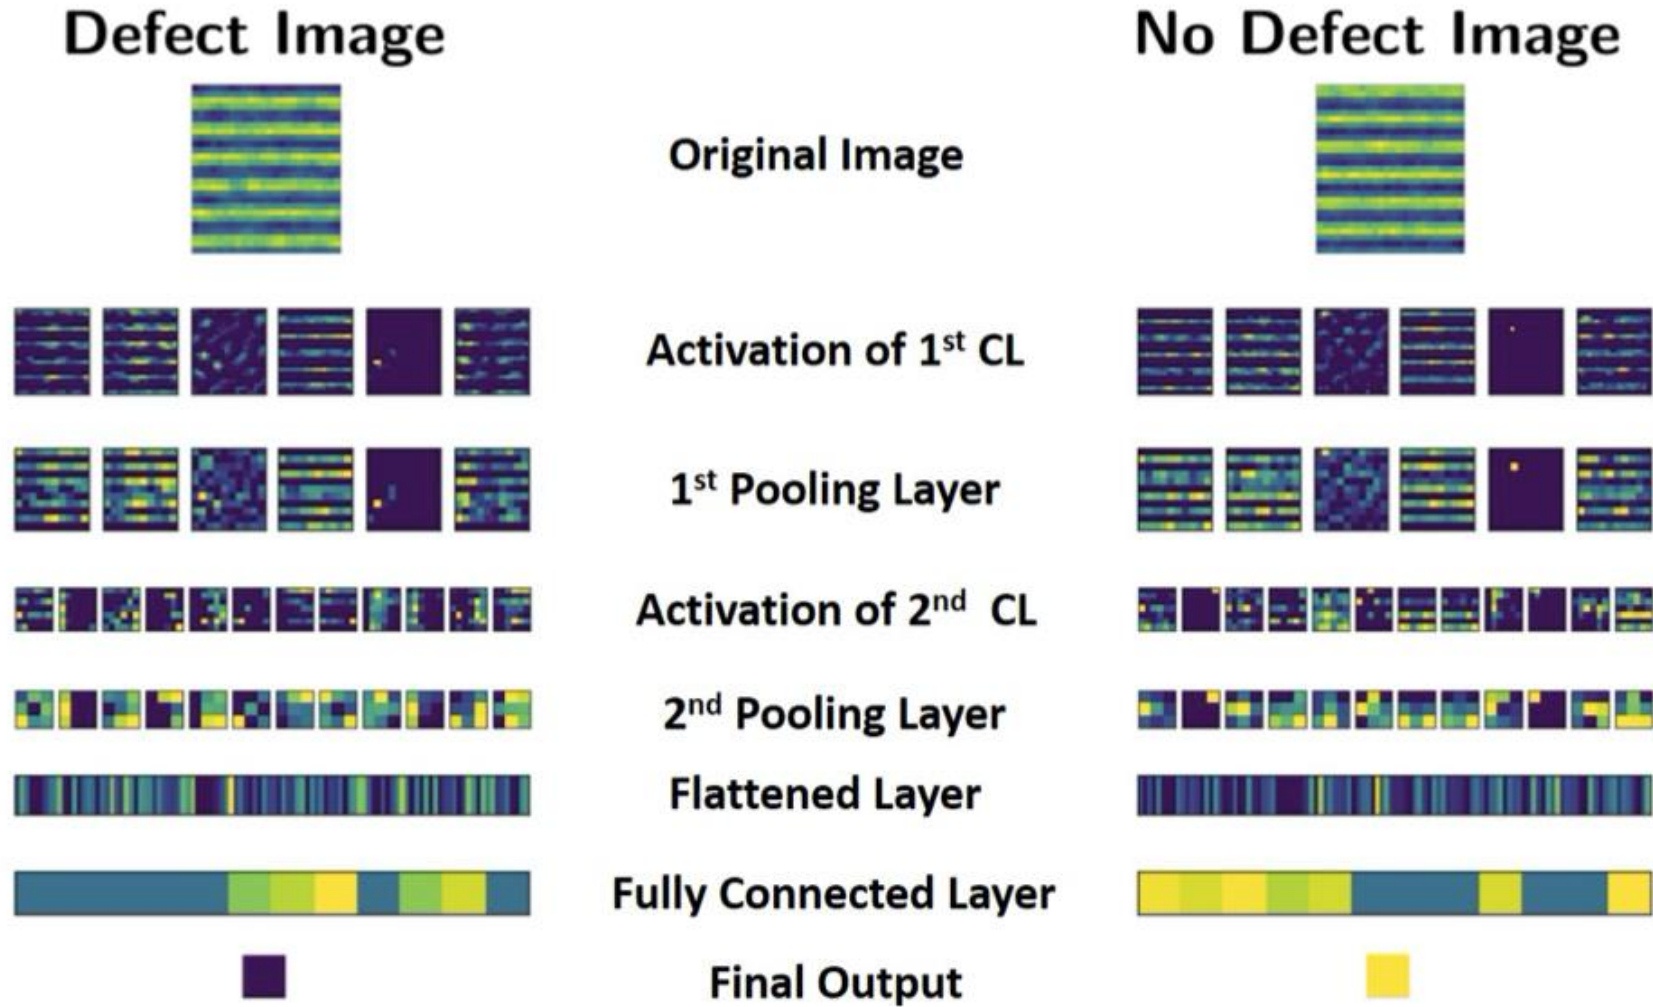 Defect Image
No Defect Image
Original Image
Activation of 1st CL
1st Pooling Layer
Activation of 2nd CL
2nd Pooling Layer
Flattened Layer
Fully Connected Layer
Final Output